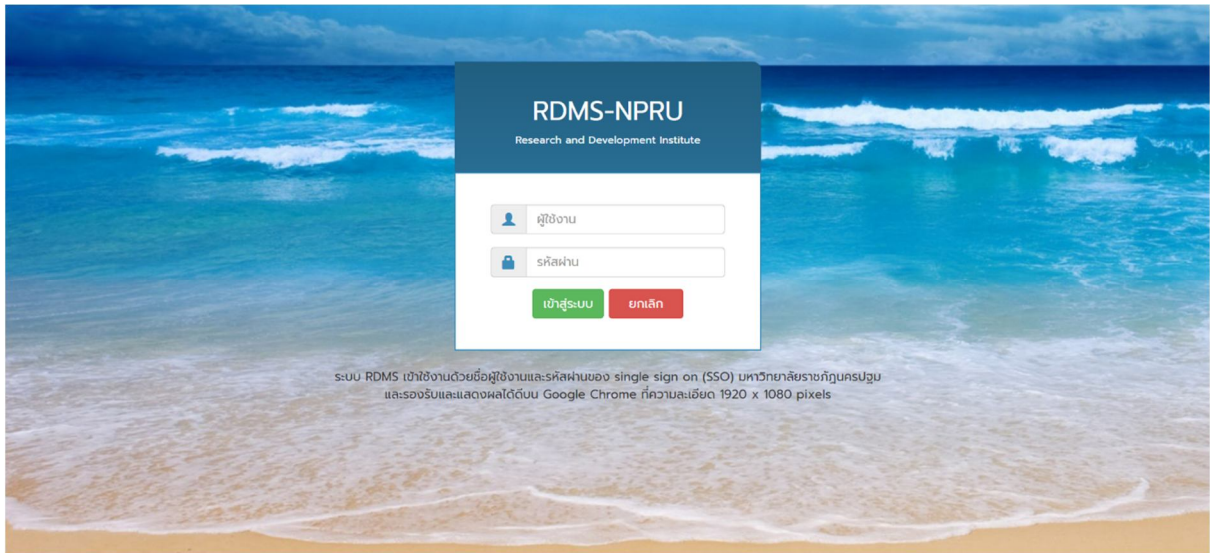 RDMS-NPRU
Research and Development Institute
ผู้ใช้งาน
รหัสผ่าน
เข้าสู่ระบบ ยกเลิก
ระบบ RDMS เข้าใช้งานด้วยชื่อผู้ใช้งานและรหัสผ่านของ single sign on (SSO) มหาวิทยาลัยราชภัฏนครปฐม
และรองรับและแสดงผลได้ดีบน Google Chrome ที่ความละเอียด 1920 x 1080 pixels